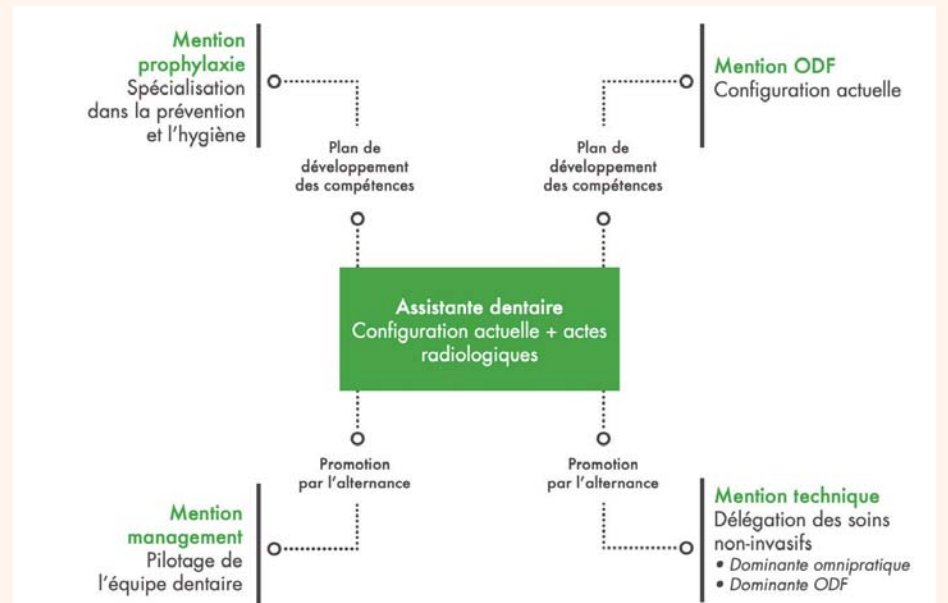 Mention
prophylaxie
Spécialisation
dans la prévention
et l'hygiène
Mention ODF
Configuration actuelle
Plan de
développement
des compétences
Plan de
développement
des compétences
Assistante dentaire
Configuration actuelle + actes
radiologiques
Promotion
par l'alternance
Promotion
par l'alternance
Mention
management
Pilotage de
l'équipe dentaire
Mention technique
Délégation des soins
non-invasifs
• Dominante omnipratique
• Dominante ODF